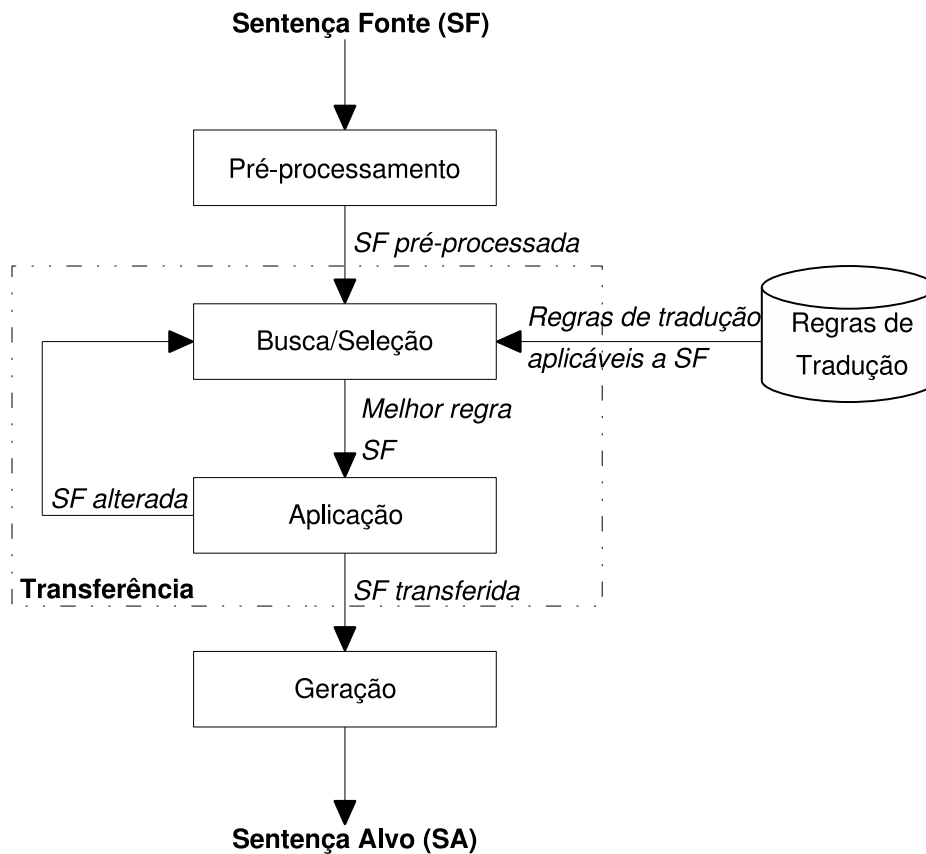 Sentença Fonte (SF)
Pré-processamento
SF pré-processada
Busca/Seleção
Regras de tradução
aplicáveis a SF
Regras de
Tradução
Melhor regra
SF
SF alterada
Aplicação
Transferência
SF transferida
Geração
Sentença Alvo (SA)